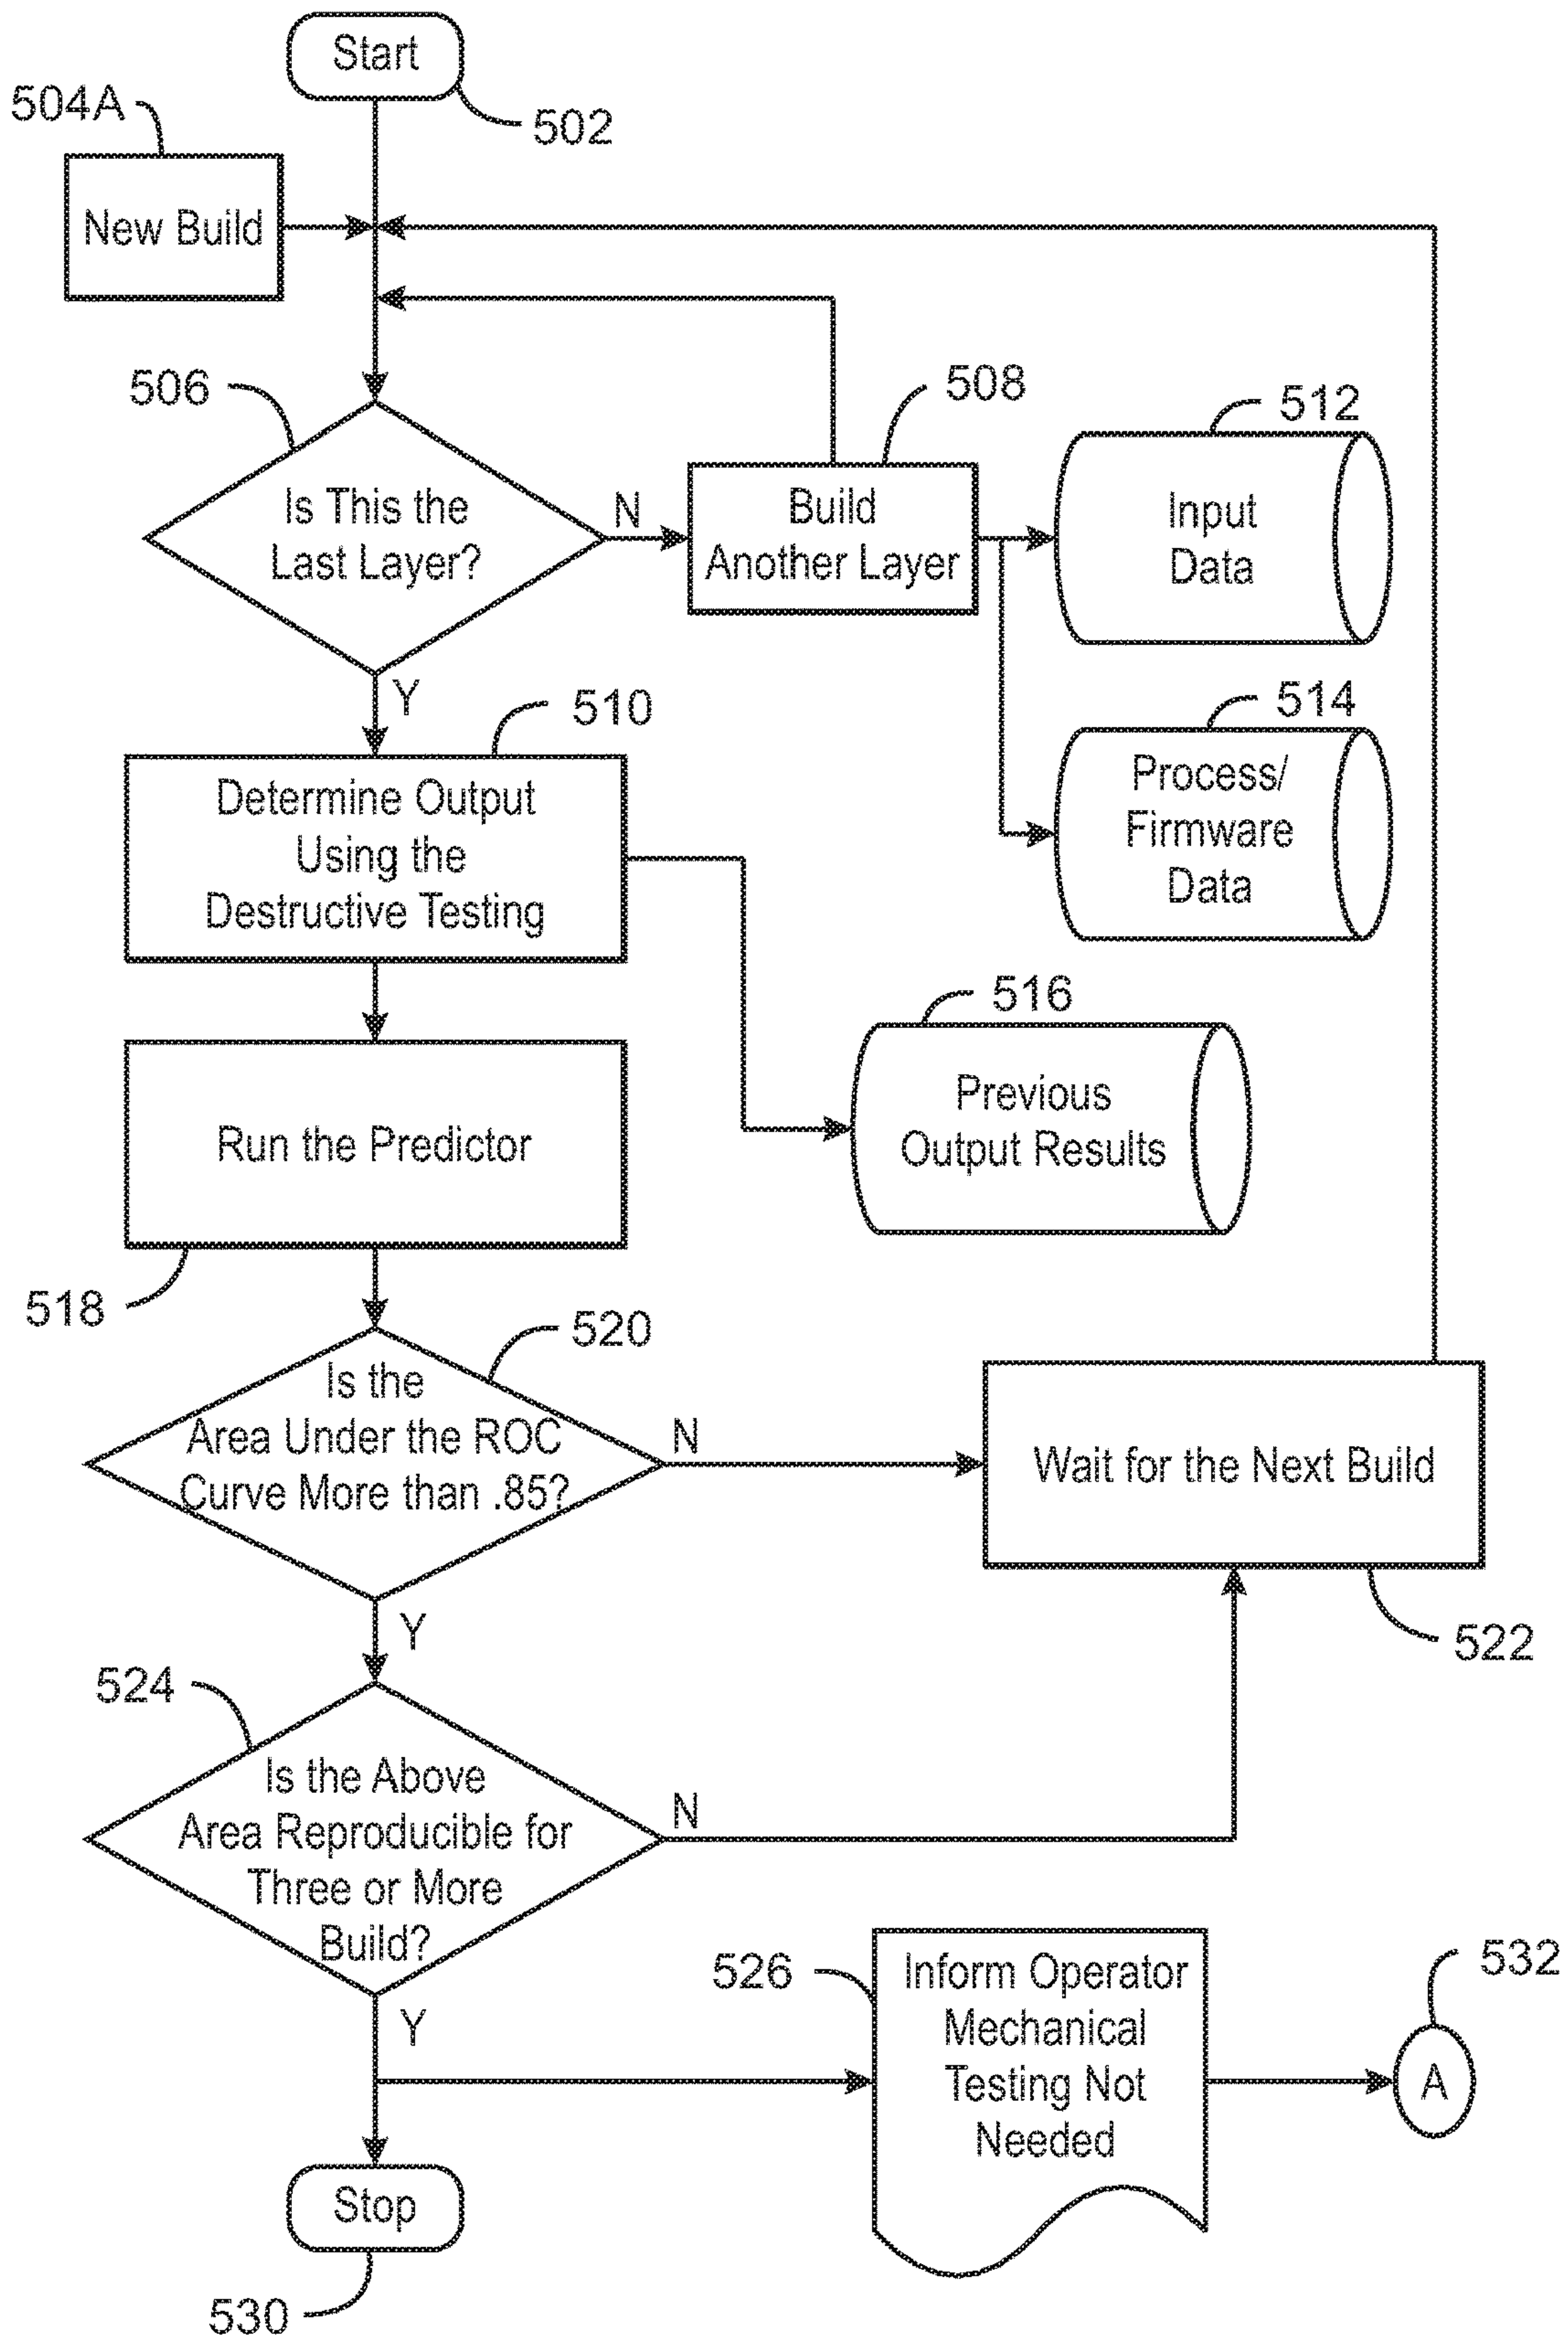 Start
502
504A
New Build
506
Is This the
Last Layer?
N
508
Build
Another Layer
512
Input
Data
Y
510
Determine Output
Using the
Destructive Testing
514
Process/
Firmware
Data
516
Previous
Output Results
Run the Predictor
518
520
Is the
Area Under the ROC
Curve More than .85?
N
Wait for the Next Build
522
Y
524
Is the Above
Area Reproducible for
Three or More
Build?
N
Y
526
Inform Operator
Mechanical
Testing Not
Needed
532
A
Stop
530